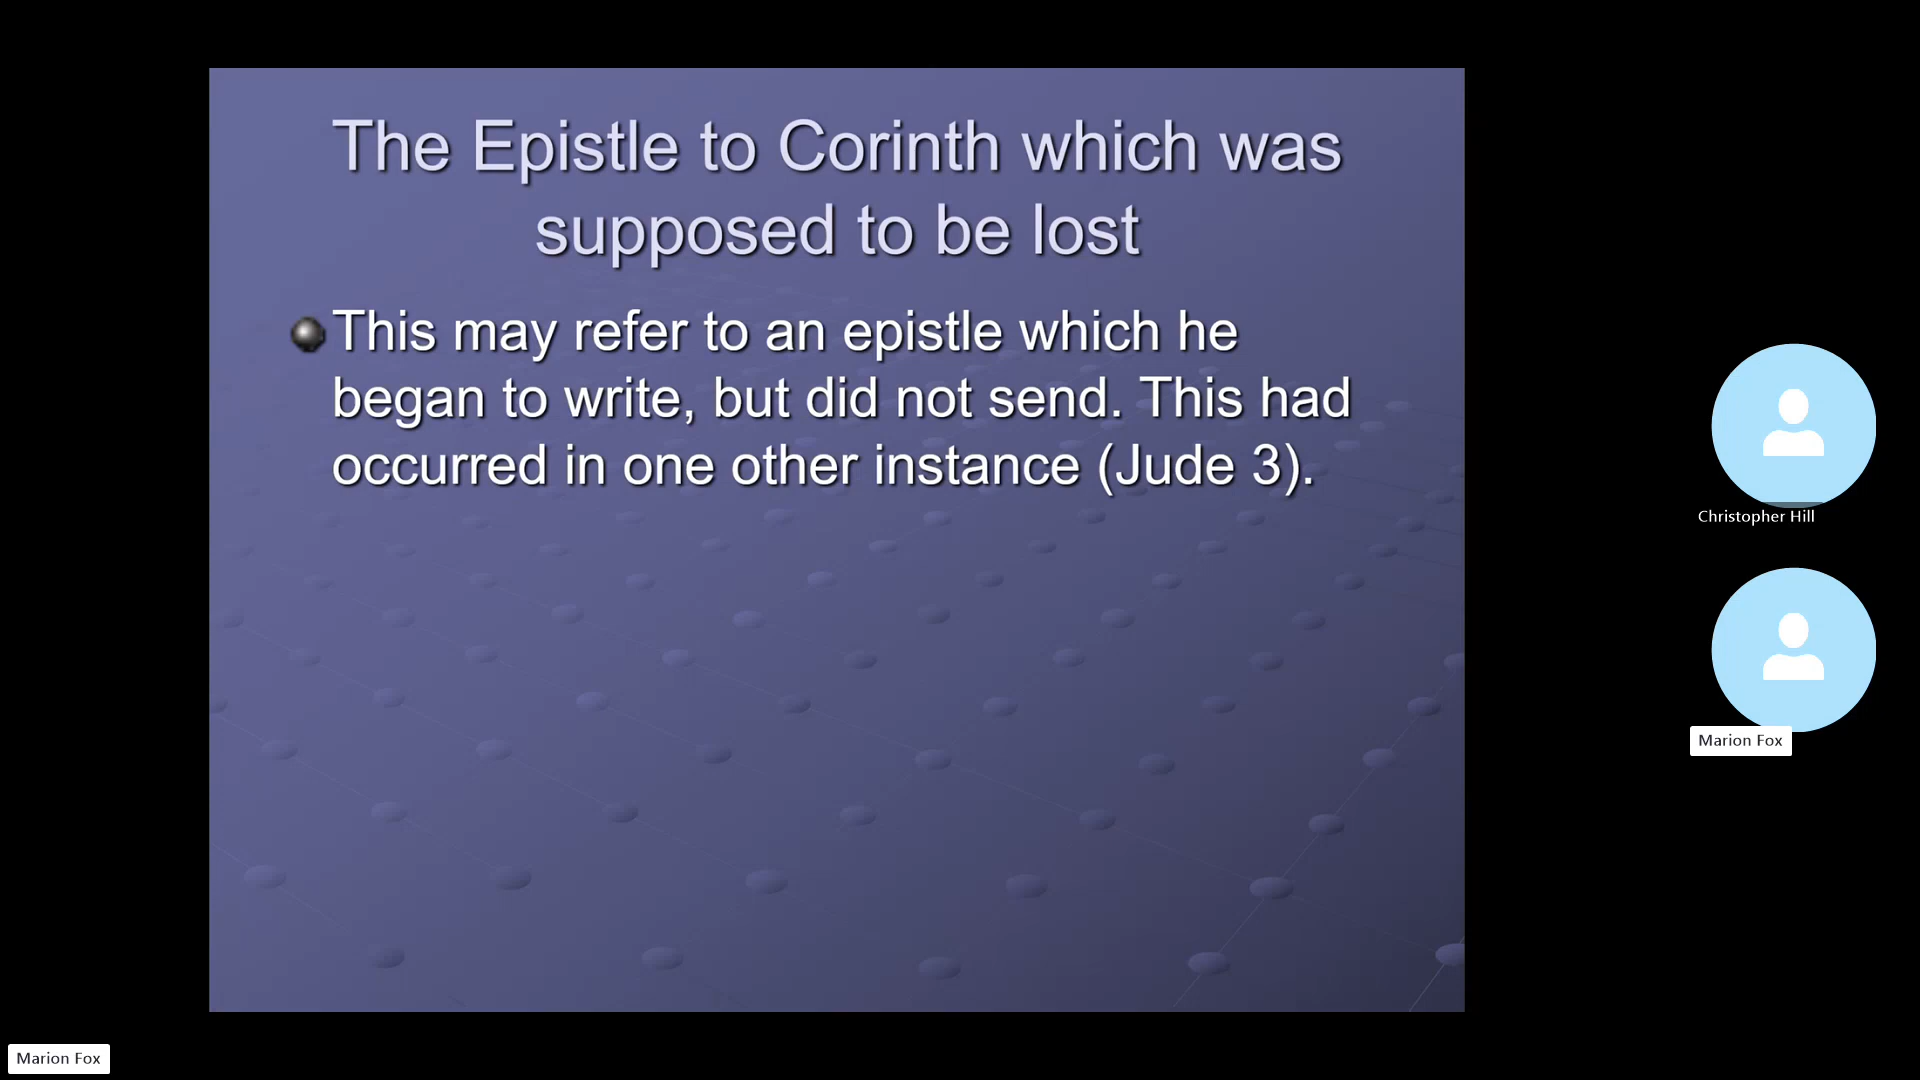 The Epistle to Corinth which was
supposed to be lost
This may refer to an epistle which he
began to write, but did not send. This had
occurred in one other instance (Jude 3).
Christopher Hill
Marion Fox
Marion Fox